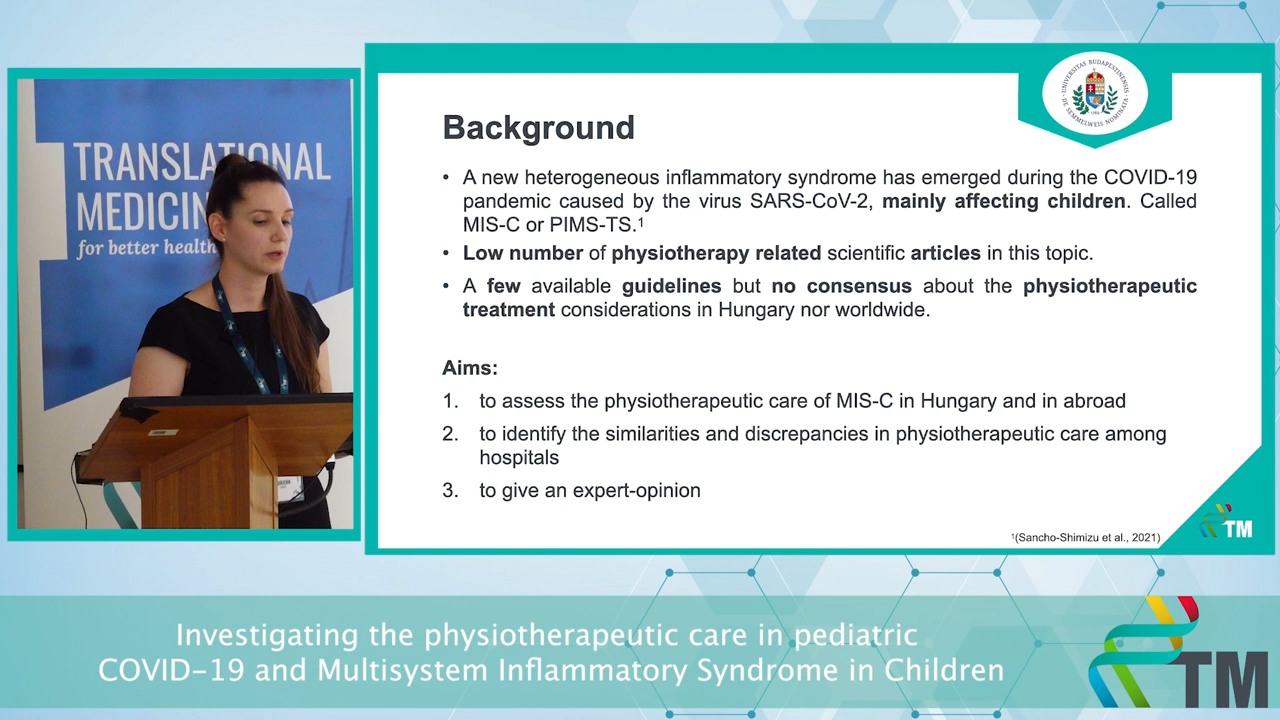 TRANSLATIONAL
MEDICIN
for better health
UNIVERSITAS BUDAPESTINENSIS
DE SEMMELWEIS NOMINATA
Background
• A new heterogeneous inflammatory syndrome has emerged during the COVID-19
pandemic caused by the virus SARS-CoV-2, mainly affecting children. Called
MIS-C or PIMS-TS.¹
• Low number of physiotherapy related scientific articles in this topic.
• A few available guidelines but no consensus about the physiotherapeutic
treatment considerations in Hungary nor worldwide.
Aims:
1. to assess the physiotherapeutic care of MIS-C in Hungary and in abroad
2. to identify the similarities and discrepancies in physiotherapeutic care among
hospitals
3. to give an expert-opinion
¹(Sancho-Shimizu et al., 2021)
TM
Investigating the physiotherapeutic care in pediatric
COVID-19 and Multisystem Inflammatory Syndrome in Children
TM